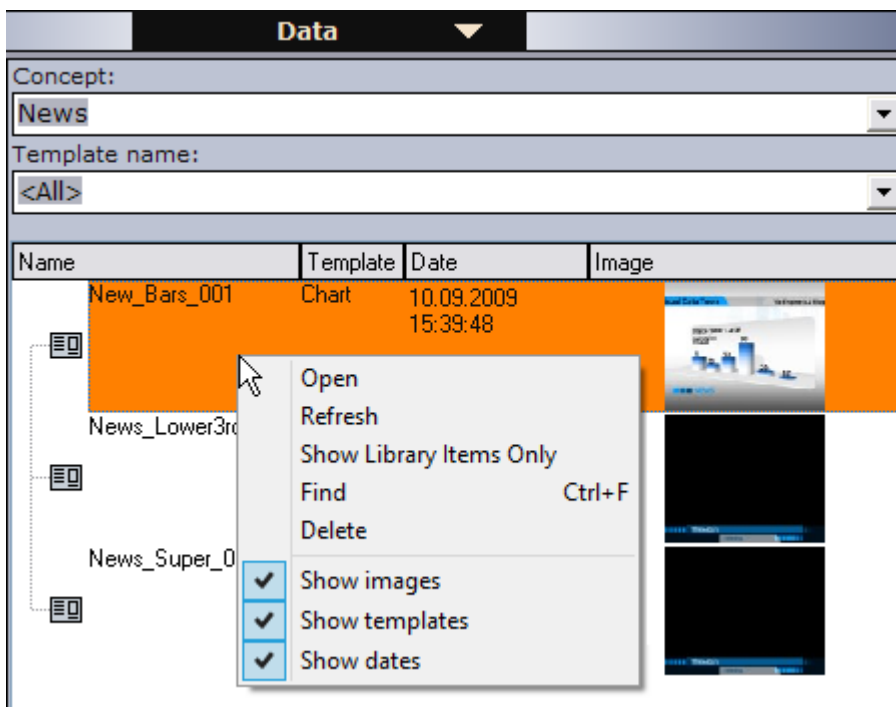 Data
Concept:
News
Template name:
<All>
Name Template Date Image
New_Bars_001 Chart 10.09.2009
15:39:48
Open
Refresh
News_Lower3r
Show Library Items Only
Find Ctrl+F
Delete
News_Super_0
Show images
Show templates
Show dates